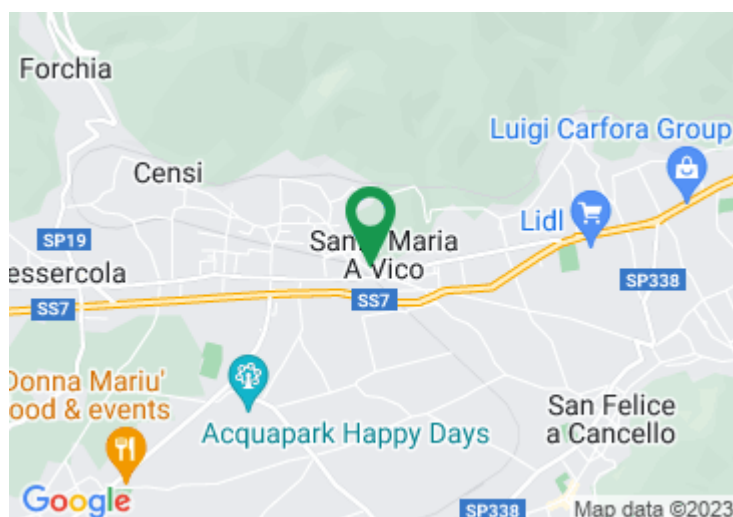 Forchia
Luigi Carfora Group
Censi
Lidl
SP19
Santa Maria
A Vico
essercola
SP338
SS7
SS7
Donna Mariu'
ood & events
San Felice
a Cancello
Acquapark Happy Days
Google
SP338
Map data ©2023